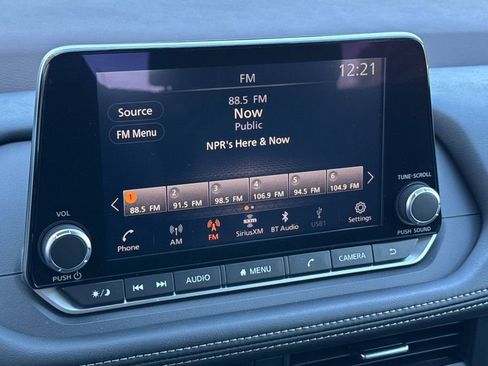 FM
12:21
Source
FM Menu
88.5 FM
Now
Public
NPR's Here & Now
1 2 3 4 5 6
88.5 FM 91.5 FM 98.5 FM 106.9 FM 94.5 FM 104.9 FM
Phone AM FM SiriusXM BT Audio USB1 Settings
VOL
PUSH
TUNE·SCROLL
PUSH SOUND
AUDIO MENU CAMERA